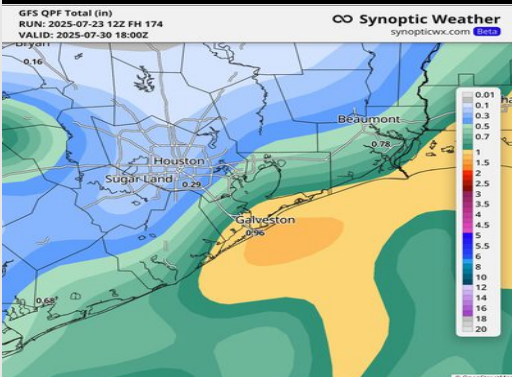 GFS QPF Total (in)
RUN: 2025-07-23 12Z FH 174
VALID: 2025-07-30 18:00Z
Synoptic Weather
synopticwx.com Beta
Bryan
0.16
Beaumont
0.78
Houston
Sugar Land 0.29
Galveston
0.96
0.68
0.01
0.1
0.3
0.5
0.7
1
1.5
2
2.5
3
3.5
4
4.5
5
5.5
6
8
10
12
14
16
18
20